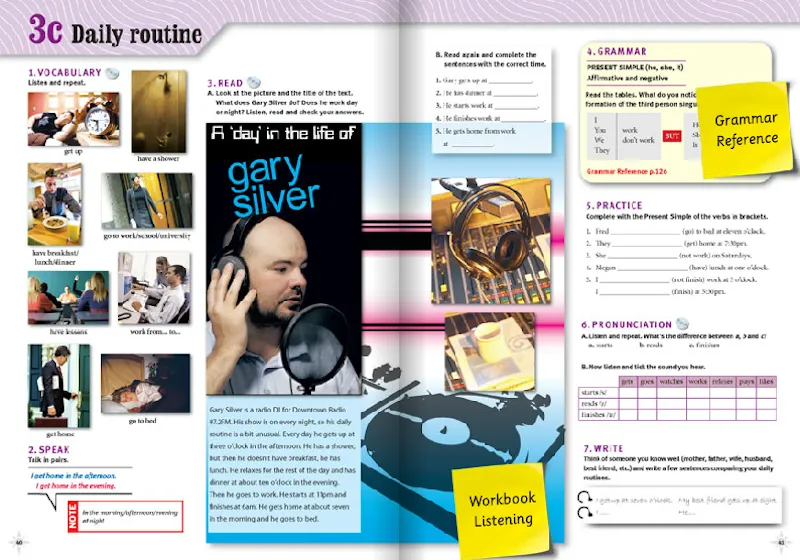 3c Daily routine
1. VOCABULARY
Listen and repeat.
get up
have a shower
have breakfast/
lunch/dinner
go to work/school/university
have lessons
work from... to...
get home
go to bed
2. SPEAK
Talk in pairs.
I get home in the afternoon.
I get home in the evening.
NOTE
in the morning/afternoon/evening
at night
40
3. READ
A. Look at the picture and the title of the text.
What does Gary Silver do? Does he work day
or night? Listen, read and check your answers.
A 'day' in the life of
gary
silver
Gary Silver is a radio DJ for Downtown Radio
47.2FM. His show is on every night, so his daily
routine is a bit unusual. Every day he gets up at
three o'clock in the afternoon. He has a shower,
but then he doesn't have breakfast, he has
lunch. He relaxes for the rest of the day and has
dinner at about ten o'clock in the evening.
Then he goes to work. He starts at 11pm and
finishes at 6am. He gets home at about seven
in the morning and he goes to bed.
B. Read again and complete the
sentences with the correct time.
1. Gary gets up at ____________.
2. He has dinner at ____________.
3. He starts work at ____________.
4. He finishes work at ____________.
5. He gets home from work
at ____________.
Workbook
Listening
4. GRAMMAR
PRESENT SIMPLE (he, she, it)
Affirmative and negative
Read the tables. What do you notice
formation of the third person singu
I
You
We
They
work
don't work
BUT
He
She
It
Grammar Reference p.126
Grammar
Reference
5. PRACTICE
Complete with the Present Simple of the verbs in brackets.
1. Fred ____________ (go) to bed at eleven o'clock.
2. They ____________ (get) home at 7:30pm.
3. She ____________ (not work) on Saturdays.
4. Megan ____________ (have) lunch at one o'clock.
5. I ____________ (not finish) work at 2 o'clock.
I ____________ (finish) at 5:30pm.
6. PRONUNCIATION
A. Listen and repeat. What's the difference between a, b and c?
a. starts b. reads c. finishes
B. Now listen and tick the sound you hear.
gets goes watches works relaxes pays likes
starts /s/
reads /z/
finishes /ɪz/
7. WRITE
Think of someone you know well (mother, father, wife, husband,
best friend, etc.) and write a few sentences comparing your daily
routines.
I get up at seven o'clock. My best friend gets up at eight.
I ... He...
41